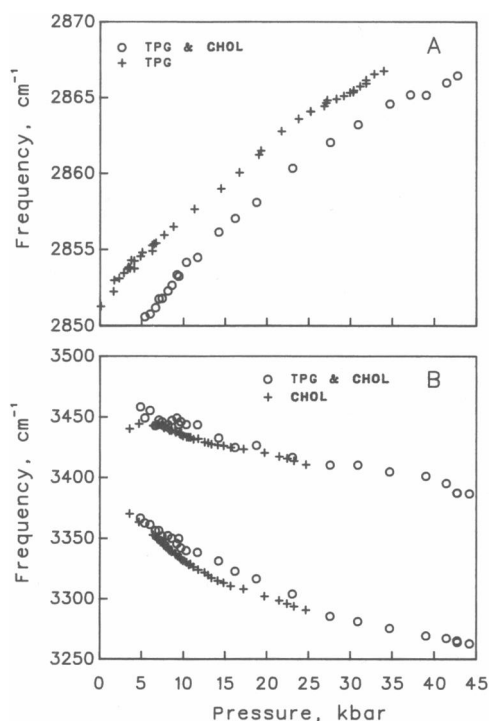 2870
2865
2860
2855
2850
Frequency, cm⁻¹
TPG & CHOL
TPG
A
3500
3450
3400
3350
3300
3250
Frequency, cm⁻¹
TPG & CHOL
CHOL
B
0 5 10 15 20 25 30 35 40 45
Pressure, kbar